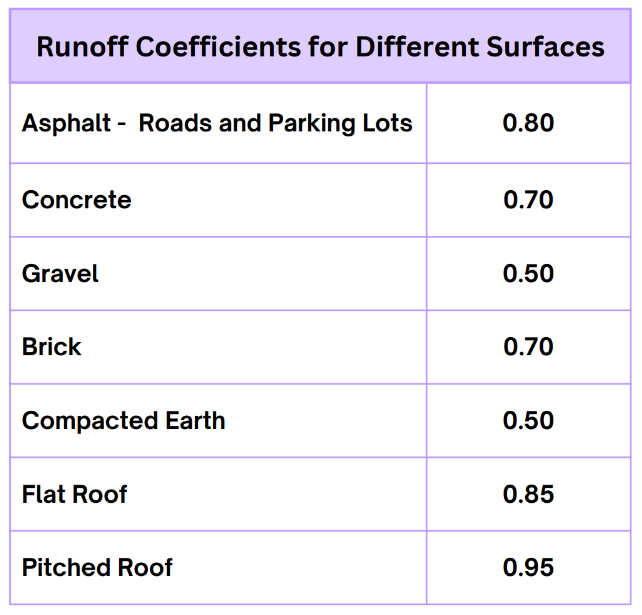 Runoff Coefficients for Different Surfaces
Asphalt - Roads and Parking Lots 0.80
Concrete 0.70
Gravel 0.50
Brick 0.70
Compacted Earth 0.50
Flat Roof 0.85
Pitched Roof 0.95